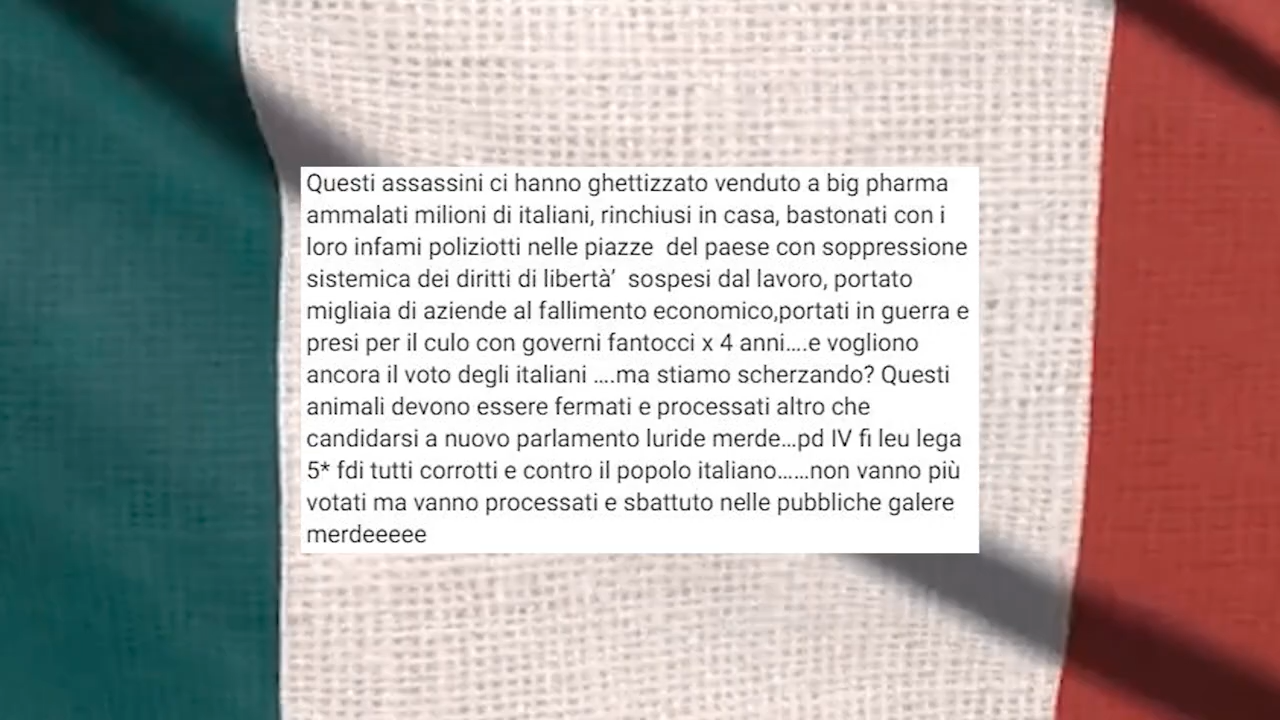 Questi assassini ci hanno ghettizzato venduto a big pharma
ammalati milioni di italiani, rinchiusi in casa, bastonati con i
loro infami poliziotti nelle piazze  del paese con soppressione
sistemica dei diritti di libertà’  sospesi dal lavoro, portato
migliaia di aziende al fallimento economico,portati in guerra e
presi per il culo con governi fantocci x 4 anni....e vogliono
ancora il voto degli italiani ....ma stiamo scherzando? Questi
animali devono essere fermati e processati altro che
candidarsi a nuovo parlamento luride merde...pd IV fi leu lega
5* fdi tutti corrotti e contro il popolo italiano......non vanno più
votati ma vanno processati e sbattuto nelle pubbliche galere
merdeeeee